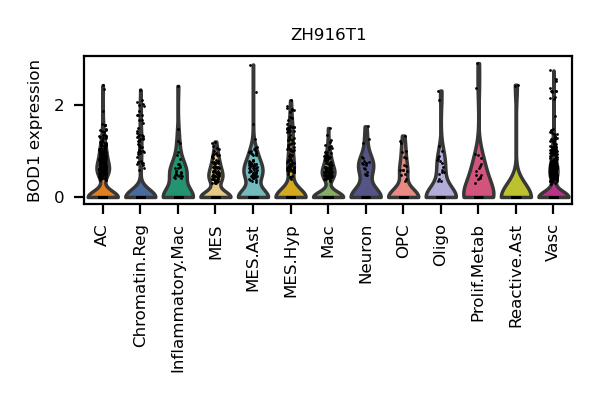 ZH916T1
BOD1 expression
2
0
AC
Chromatin.Reg
Inflammatory.Mac
MES
MES.Ast
MES.Hyp
Mac
Neuron
OPC
Oligo
Prolif.Metab
Reactive.Ast
Vasc